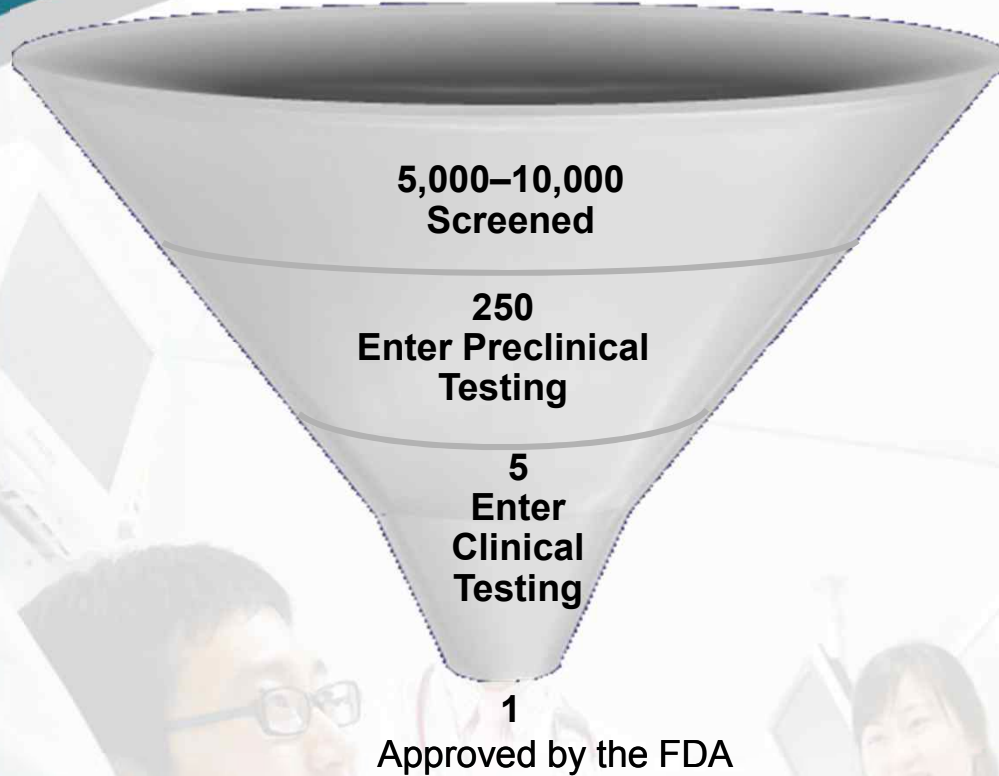 5,000–10,000
Screened
250
Enter Preclinical
Testing
5
Enter
Clinical
Testing
1
Approved by the FDA